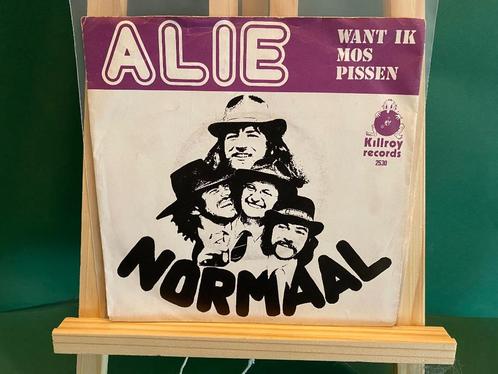 ALIE
WANT IK
MOS
PISSEN
Killroy
records
2530
NORMAAL